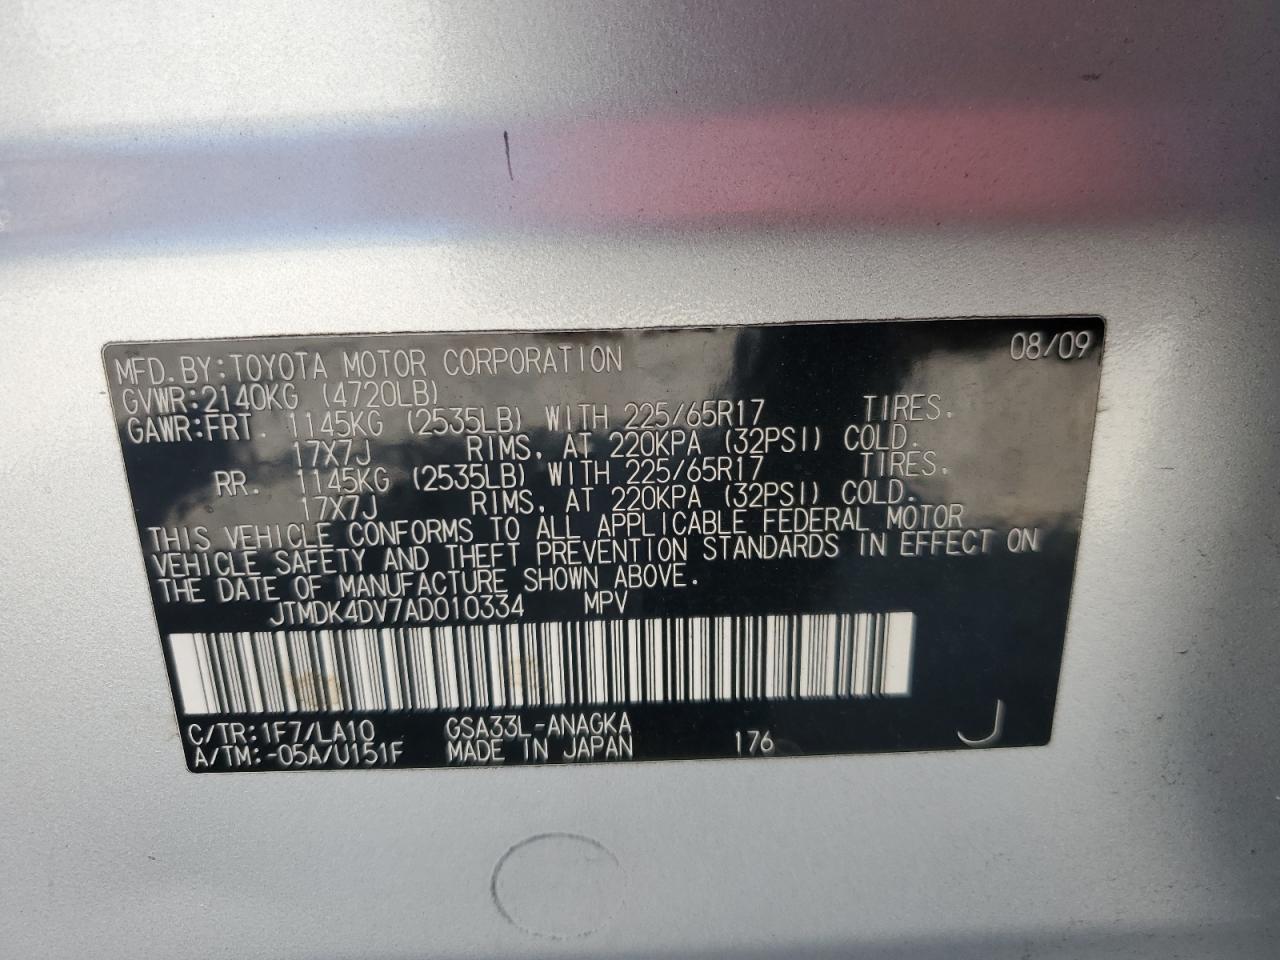 MFD.BY:TOYOTA MOTOR CORPORATION 08/09
GVWR:2140KG (4720LB)
GAWR:FRT. 1145KG (2535LB) WITH 225/65R17 TIRES.
17X7J RIMS, AT 220KPA (32PSI) COLD.
RR. 1145KG (2535LB) WITH 225/65R17 TIRES.
17X7J RIMS, AT 220KPA (32PSI) COLD.
THIS VEHICLE CONFORMS TO ALL APPLICABLE FEDERAL MOTOR
VEHICLE SAFETY AND THEFT PREVENTION STANDARDS IN EFFECT ON
THE DATE OF MANUFACTURE SHOWN ABOVE.
JTMDK4DV7AD010334 MPV
C/TR:1F7/LA10 GSA33L-ANAGKA
A/TM:-05A/U151F MADE IN JAPAN 176 J